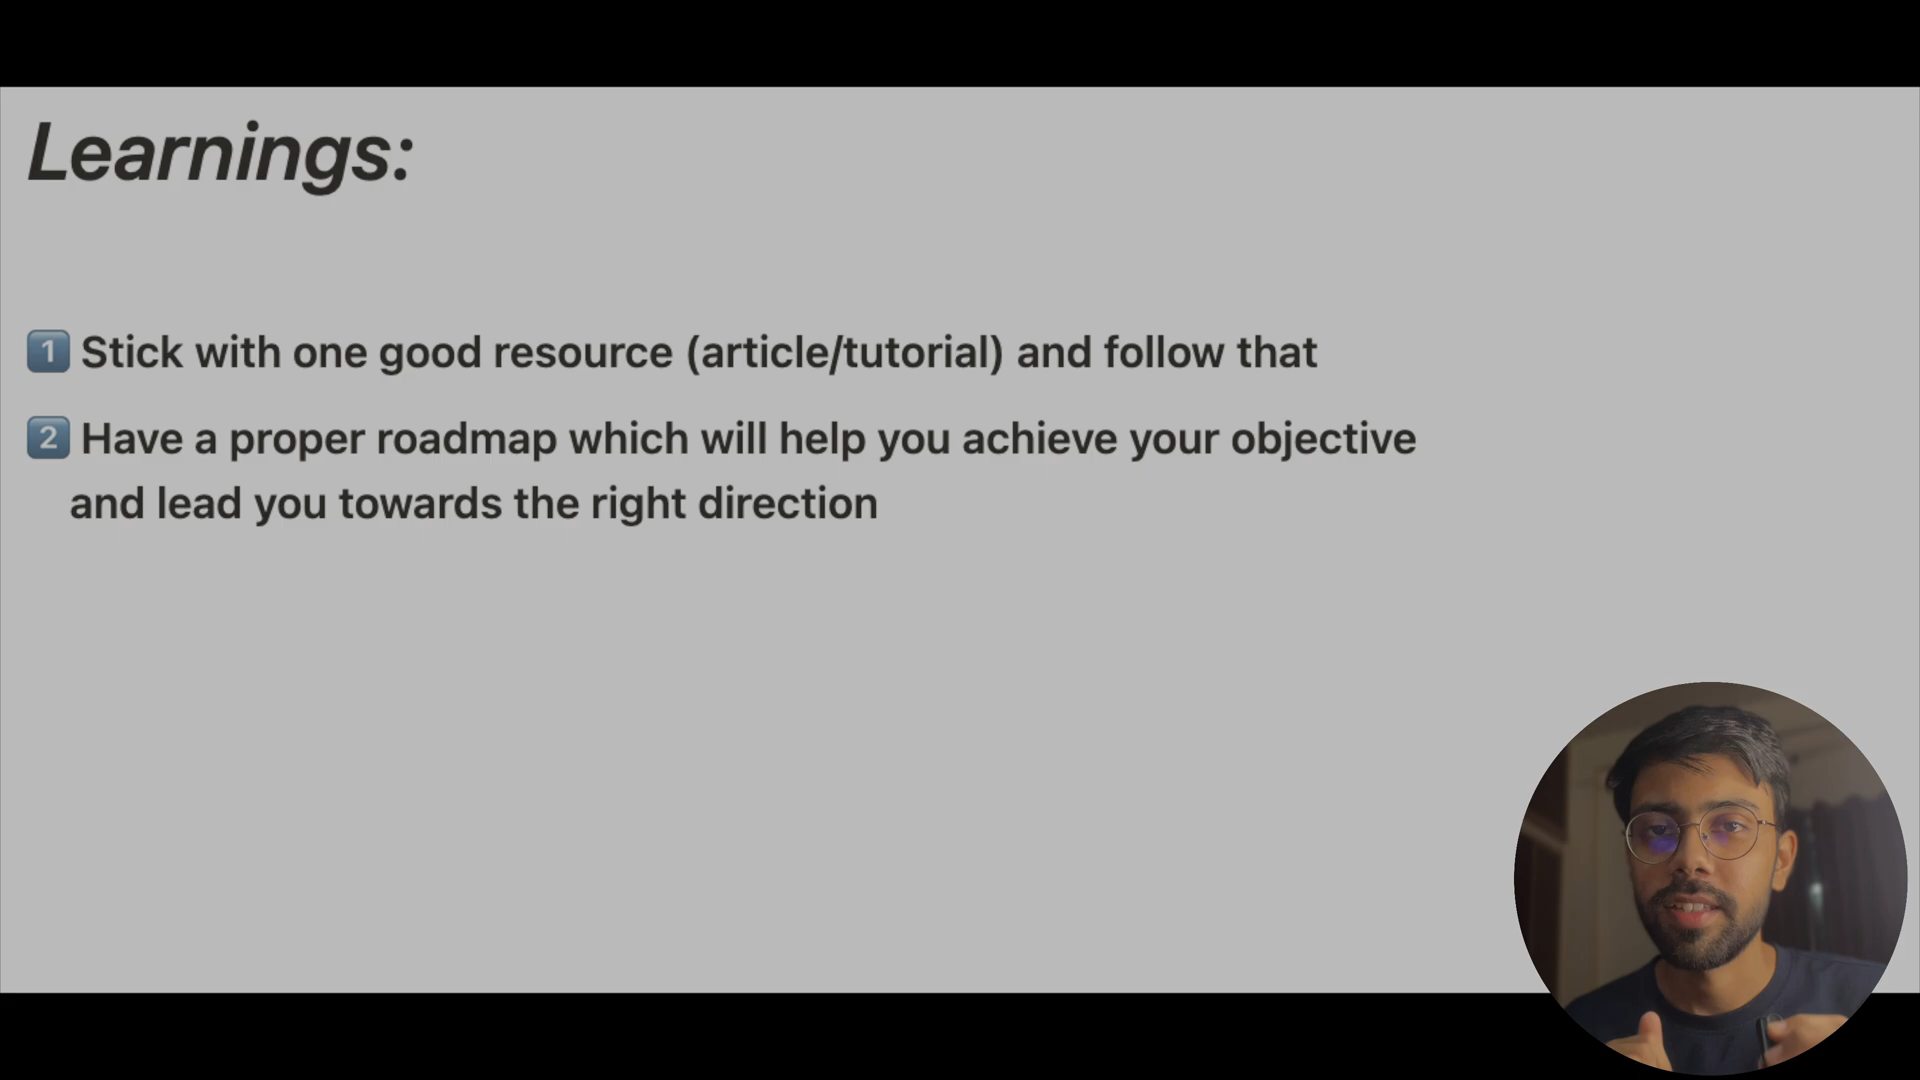 Learnings:
1 Stick with one good resource (article/tutorial) and follow that
2 Have a proper roadmap which will help you achieve your objective
and lead you towards the right direction